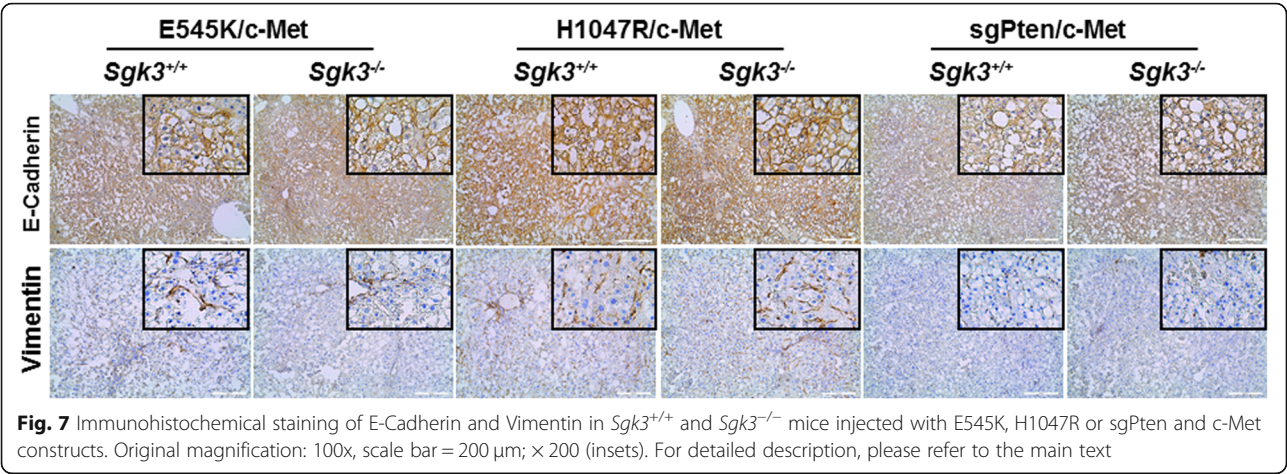 E545K/c-Met H1047R/c-Met sgPten/c-Met
Sgk3+/+ Sgk3-/- Sgk3+/+ Sgk3-/- Sgk3+/+ Sgk3-/-
E-Cadherin
Vimentin
Fig. 7 Immunohistochemical staining of E-Cadherin and Vimentin in Sgk3+/+ and Sgk3−/− mice injected with E545K, H1047R or sgPten and c-Met
constructs. Original magnification: 100x, scale bar = 200 μm; × 200 (insets). For detailed description, please refer to the main text